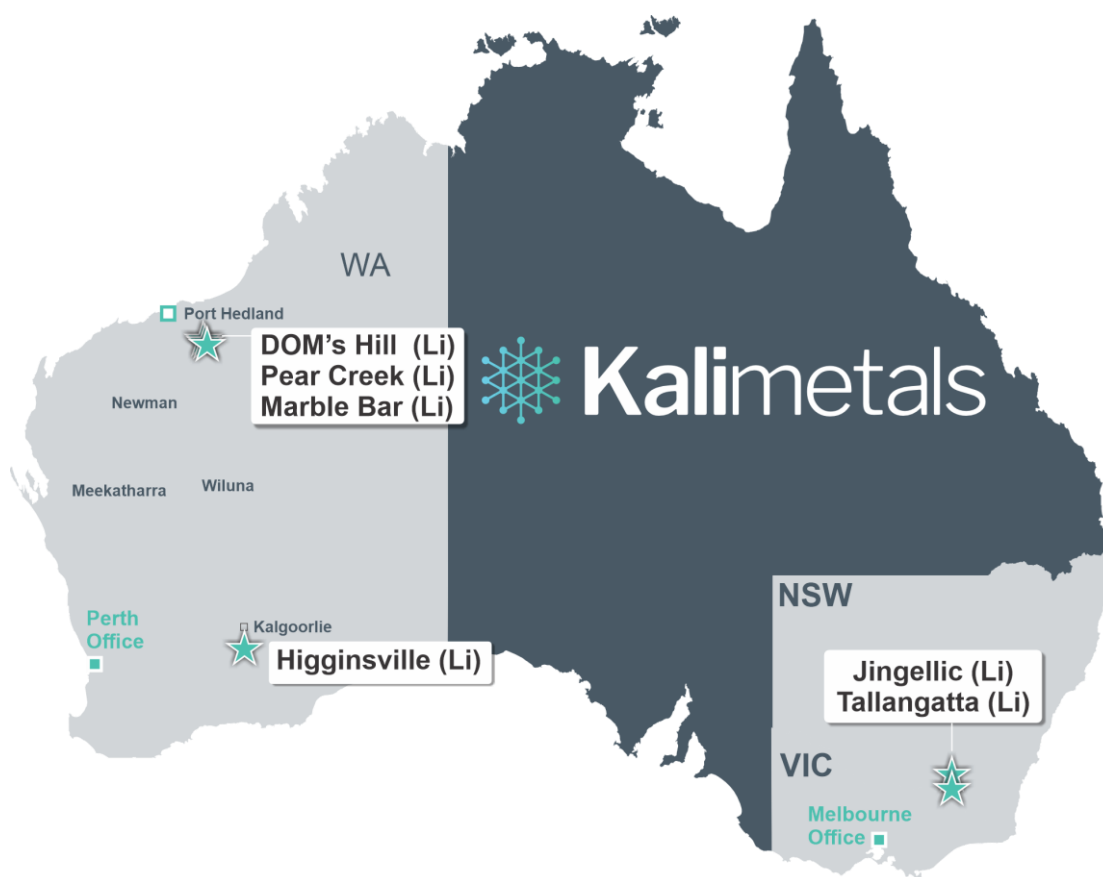 WA
Port Hedland
DOM's Hill (Li)
Pear Creek (Li)
Marble Bar (Li)
Kalimetals
Newman
Meekatharra
Wiluna
NSW
Perth
Office
Kalgoorlie
Higginsville (Li)
Jingellic (Li)
Tallangatta (Li)
VIC
Melbourne
Office